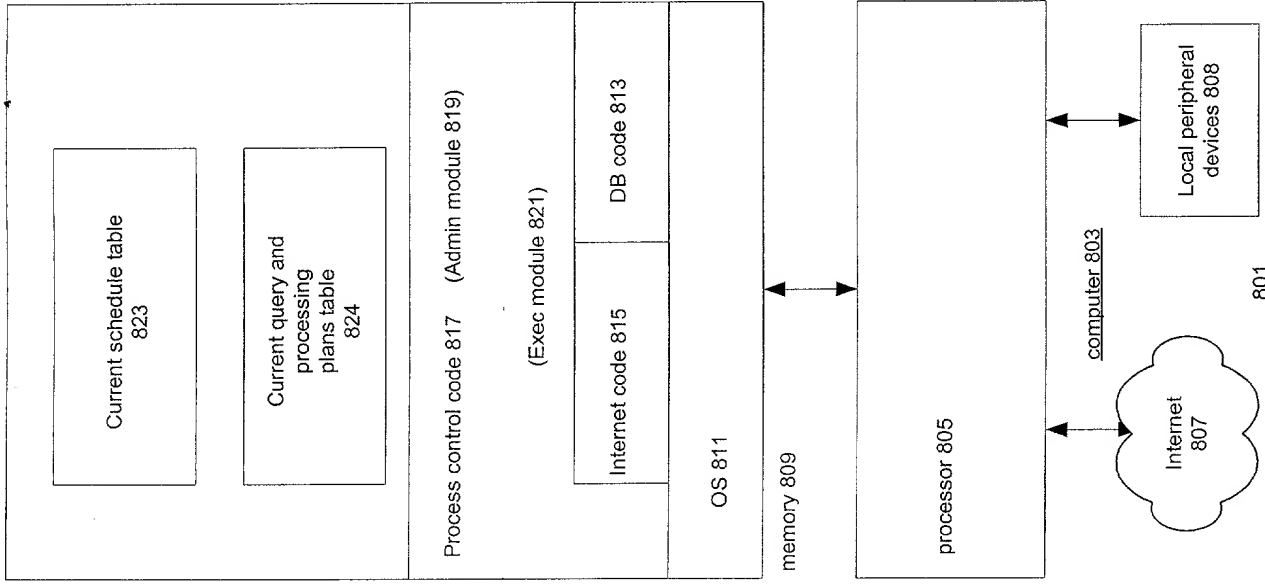 Current schedule table
823
Current query and
processing
plans table
824
Process control code 817 (Admin module 819)
(Exec module 821)
Internet code 815
DB code 813
OS 811
memory 809
processor 805
computer 803
Internet
807
Local peripheral
devices 808
801